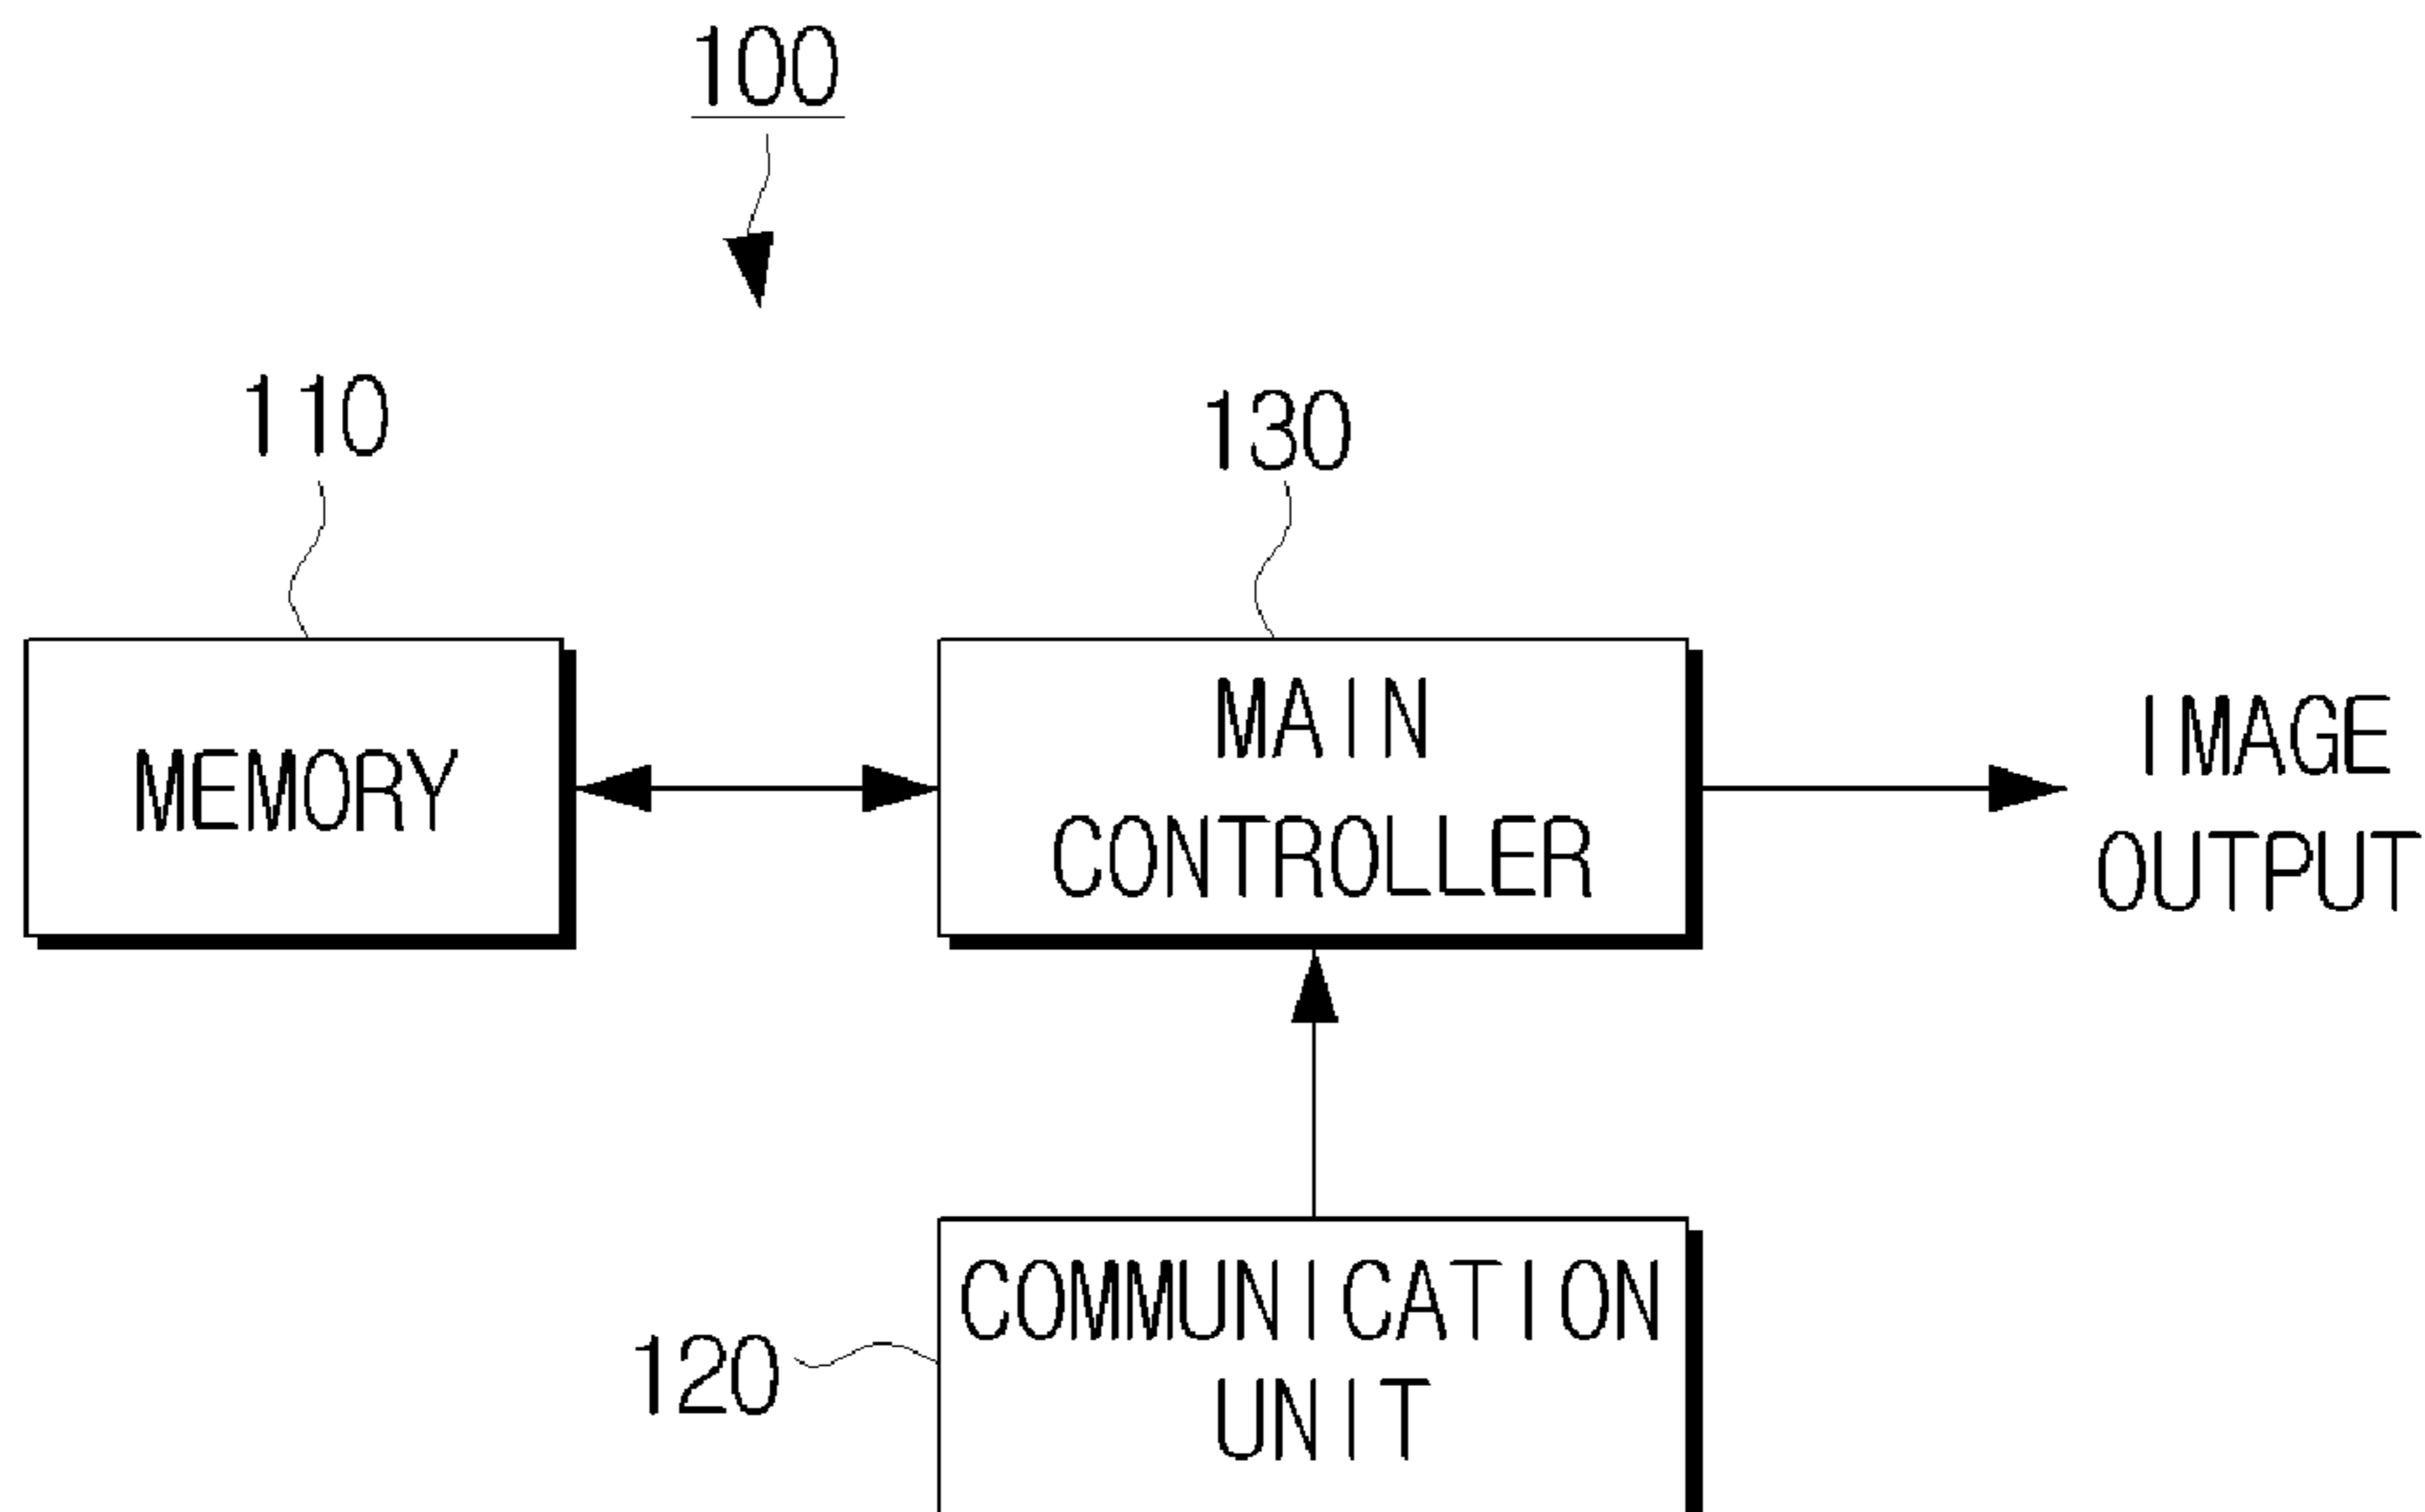 100
110
130
MEMORY
MAIN
CONTROLLER
IMAGE
OUTPUT
120
COMMUNICATION
UNIT